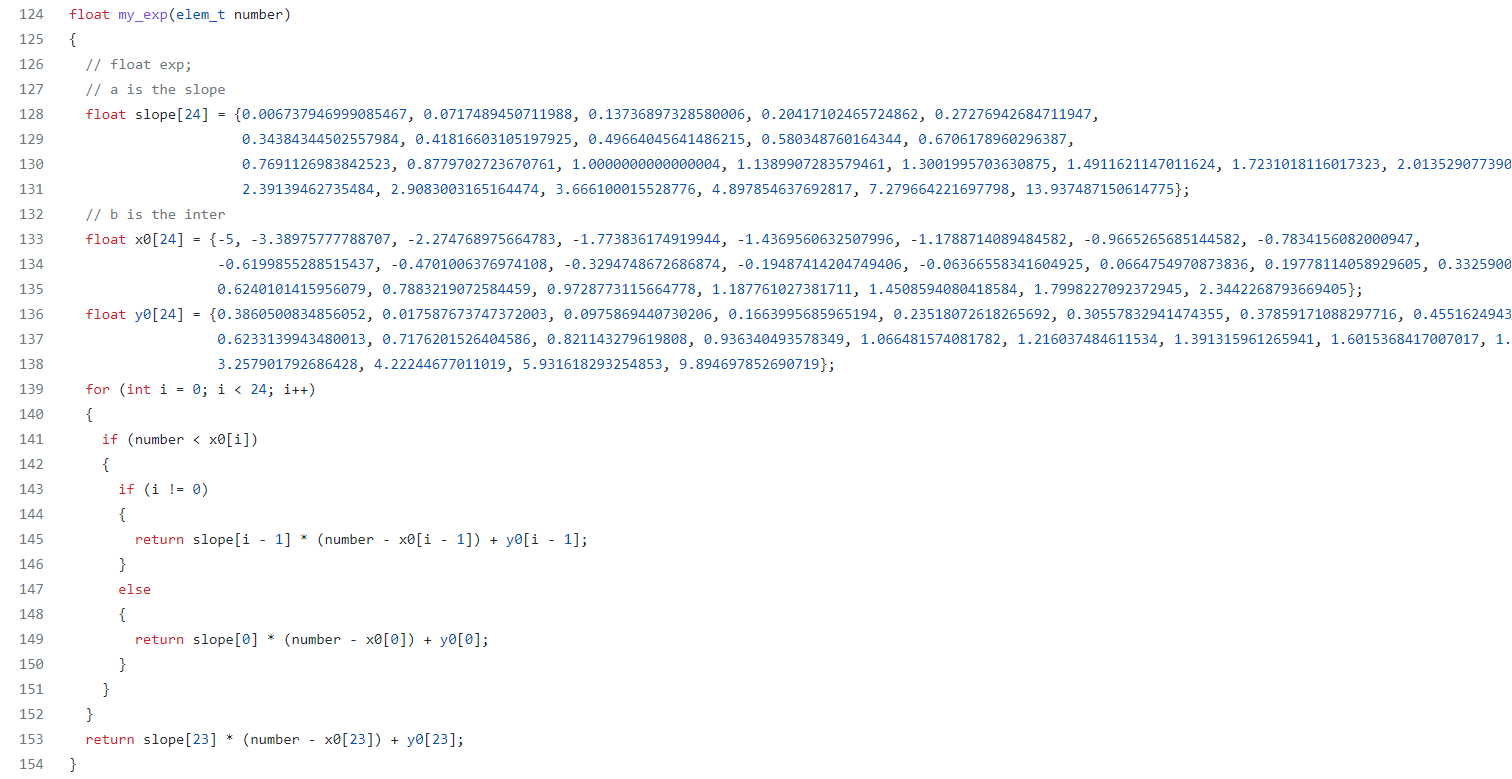 124 float my_exp(elem_t number)
125 {
126 // float exp;
127 // a is the slope
128 float slope[24] = {0.006737946999085467, 0.0717489450711988, 0.13736897328580006, 0.20417102465724862, 0.27276942684711947,
129 0.34384344502557984, 0.41816603105197925, 0.49664045641486215, 0.580348760164344, 0.6706178960296387,
130 0.7691126983842523, 0.8779702723670761, 1.0000000000000004, 1.1389907283579461, 1.3001995703630875, 1.4911621147011624, 1.7231018116017323, 2.013529077390
131 2.39139462735484, 2.9083003165164474, 3.666100015528776, 4.897854637692817, 7.279664221697798, 13.937487150614775};
132 // b is the inter
133 float x0[24] = {-5, -3.38975777788707, -2.274768975664783, -1.773836174919944, -1.4369560632507996, -1.1788714089484582, -0.9665265685144582, -0.7834156082000947,
134 -0.6199855288515437, -0.4701006376974108, -0.3294748672686874, -0.19487414204749406, -0.06366558341604925, 0.0664754970873836, 0.19778114058929605, 0.3325900
135 0.6240101415956079, 0.7883219072584459, 0.9728773115664778, 1.187761027381711, 1.4508594080418584, 1.7998227092372945, 2.3442268793669405};
136 float y0[24] = {0.3860500834856052, 0.017587673747372003, 0.0975869440730206, 0.1663995685965194, 0.23518072618265692, 0.30557832941474355, 0.37859171088297716, 0.4551624943
137 0.6233139943480013, 0.7176201526404586, 0.821143279619808, 0.936340493578349, 1.066481574081782, 1.216037484611534, 1.391315961265941, 1.6015368417007017, 1.
138 3.257901792686428, 4.22244677011019, 5.931618293254853, 9.894697852690719};
139 for (int i = 0; i < 24; i++)
140 {
141 if (number < x0[i])
142 {
143 if (i != 0)
144 {
145 return slope[i - 1] * (number - x0[i - 1]) + y0[i - 1];
146 }
147 else
148 {
149 return slope[0] * (number - x0[0]) + y0[0];
150 }
151 }
152 }
153 return slope[23] * (number - x0[23]) + y0[23];
154 }